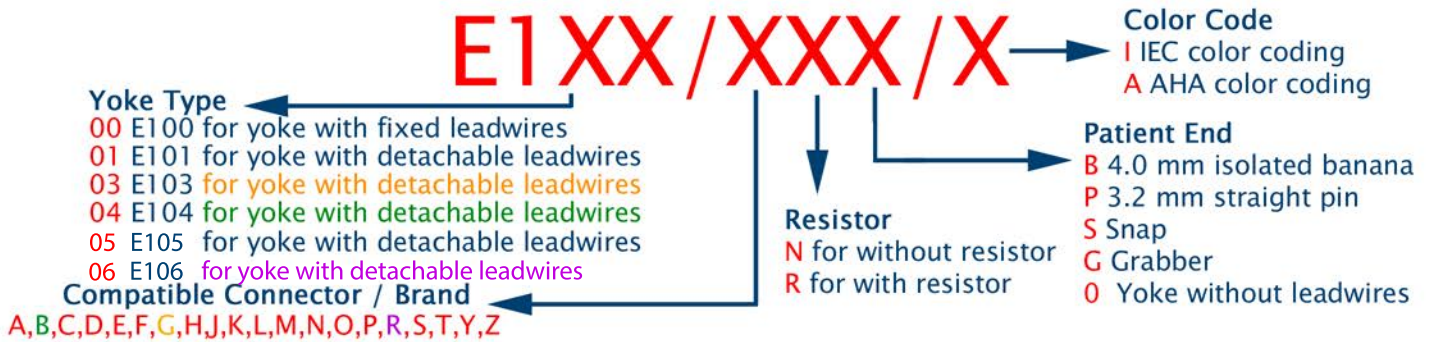 E1XX/XXX/X
Color Code
I IEC color coding
A AHA color coding
Yoke Type
00 E100 for yoke with fixed leadwires
01 E101 for yoke with detachable leadwires
03 E103 for yoke with detachable leadwires
04 E104 for yoke with detachable leadwires
05 E105 for yoke with detachable leadwires
06 E106 for yoke with detachable leadwires
Compatible Connector / Brand
A,B,C,D,E,F,G,H,J,K,L,M,N,O,P,R,S,T,Y,Z
Resistor
N for without resistor
R for with resistor
Patient End
B 4.0 mm isolated banana
P 3.2 mm straight pin
S Snap
G Grabber
0 Yoke without leadwires